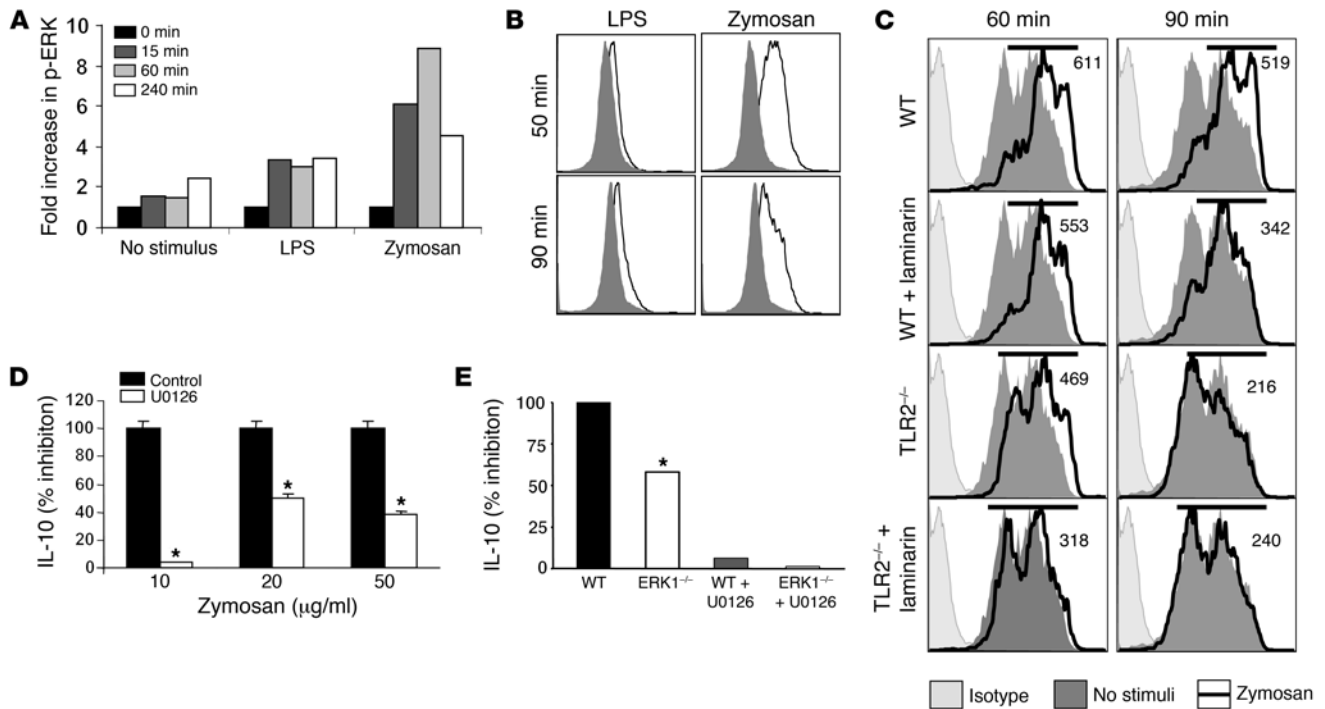 A
Fold increase in p-ERK
10
8
6
4
2
0
0 min
15 min
60 min
240 min
No stimulus
LPS
Zymosan
B
LPS
Zymosan
50 min
90 min
C
60 min
90 min
WT
611
519
WT + laminarin
553
342
TLR2–/–
469
216
TLR2–/– +
laminarin
318
240
Isotype
No stimuli
Zymosan
D
Control
U0126
IL-10 (% inhibiton)
120
100
80
60
40
20
0
*
*
*
10
20
50
Zymosan (μg/ml)
E
IL-10 (% inhibiton)
100
75
50
25
0
*
WT
ERK1–/–
WT +
U0126
ERK1–/–
+ U0126